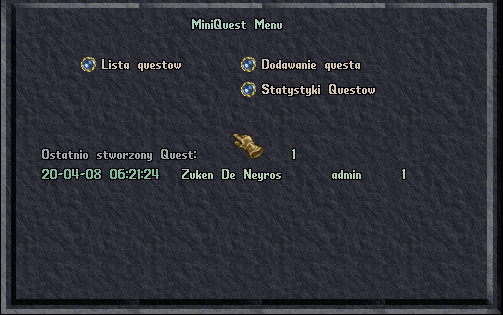 MiniQuest Menu
Lista questow Dodawanie questa
Statystyki Questow
Ostatnio stworzony Quest: 1
20-04-08 06:21:24 Zuken De Neyros admin 1